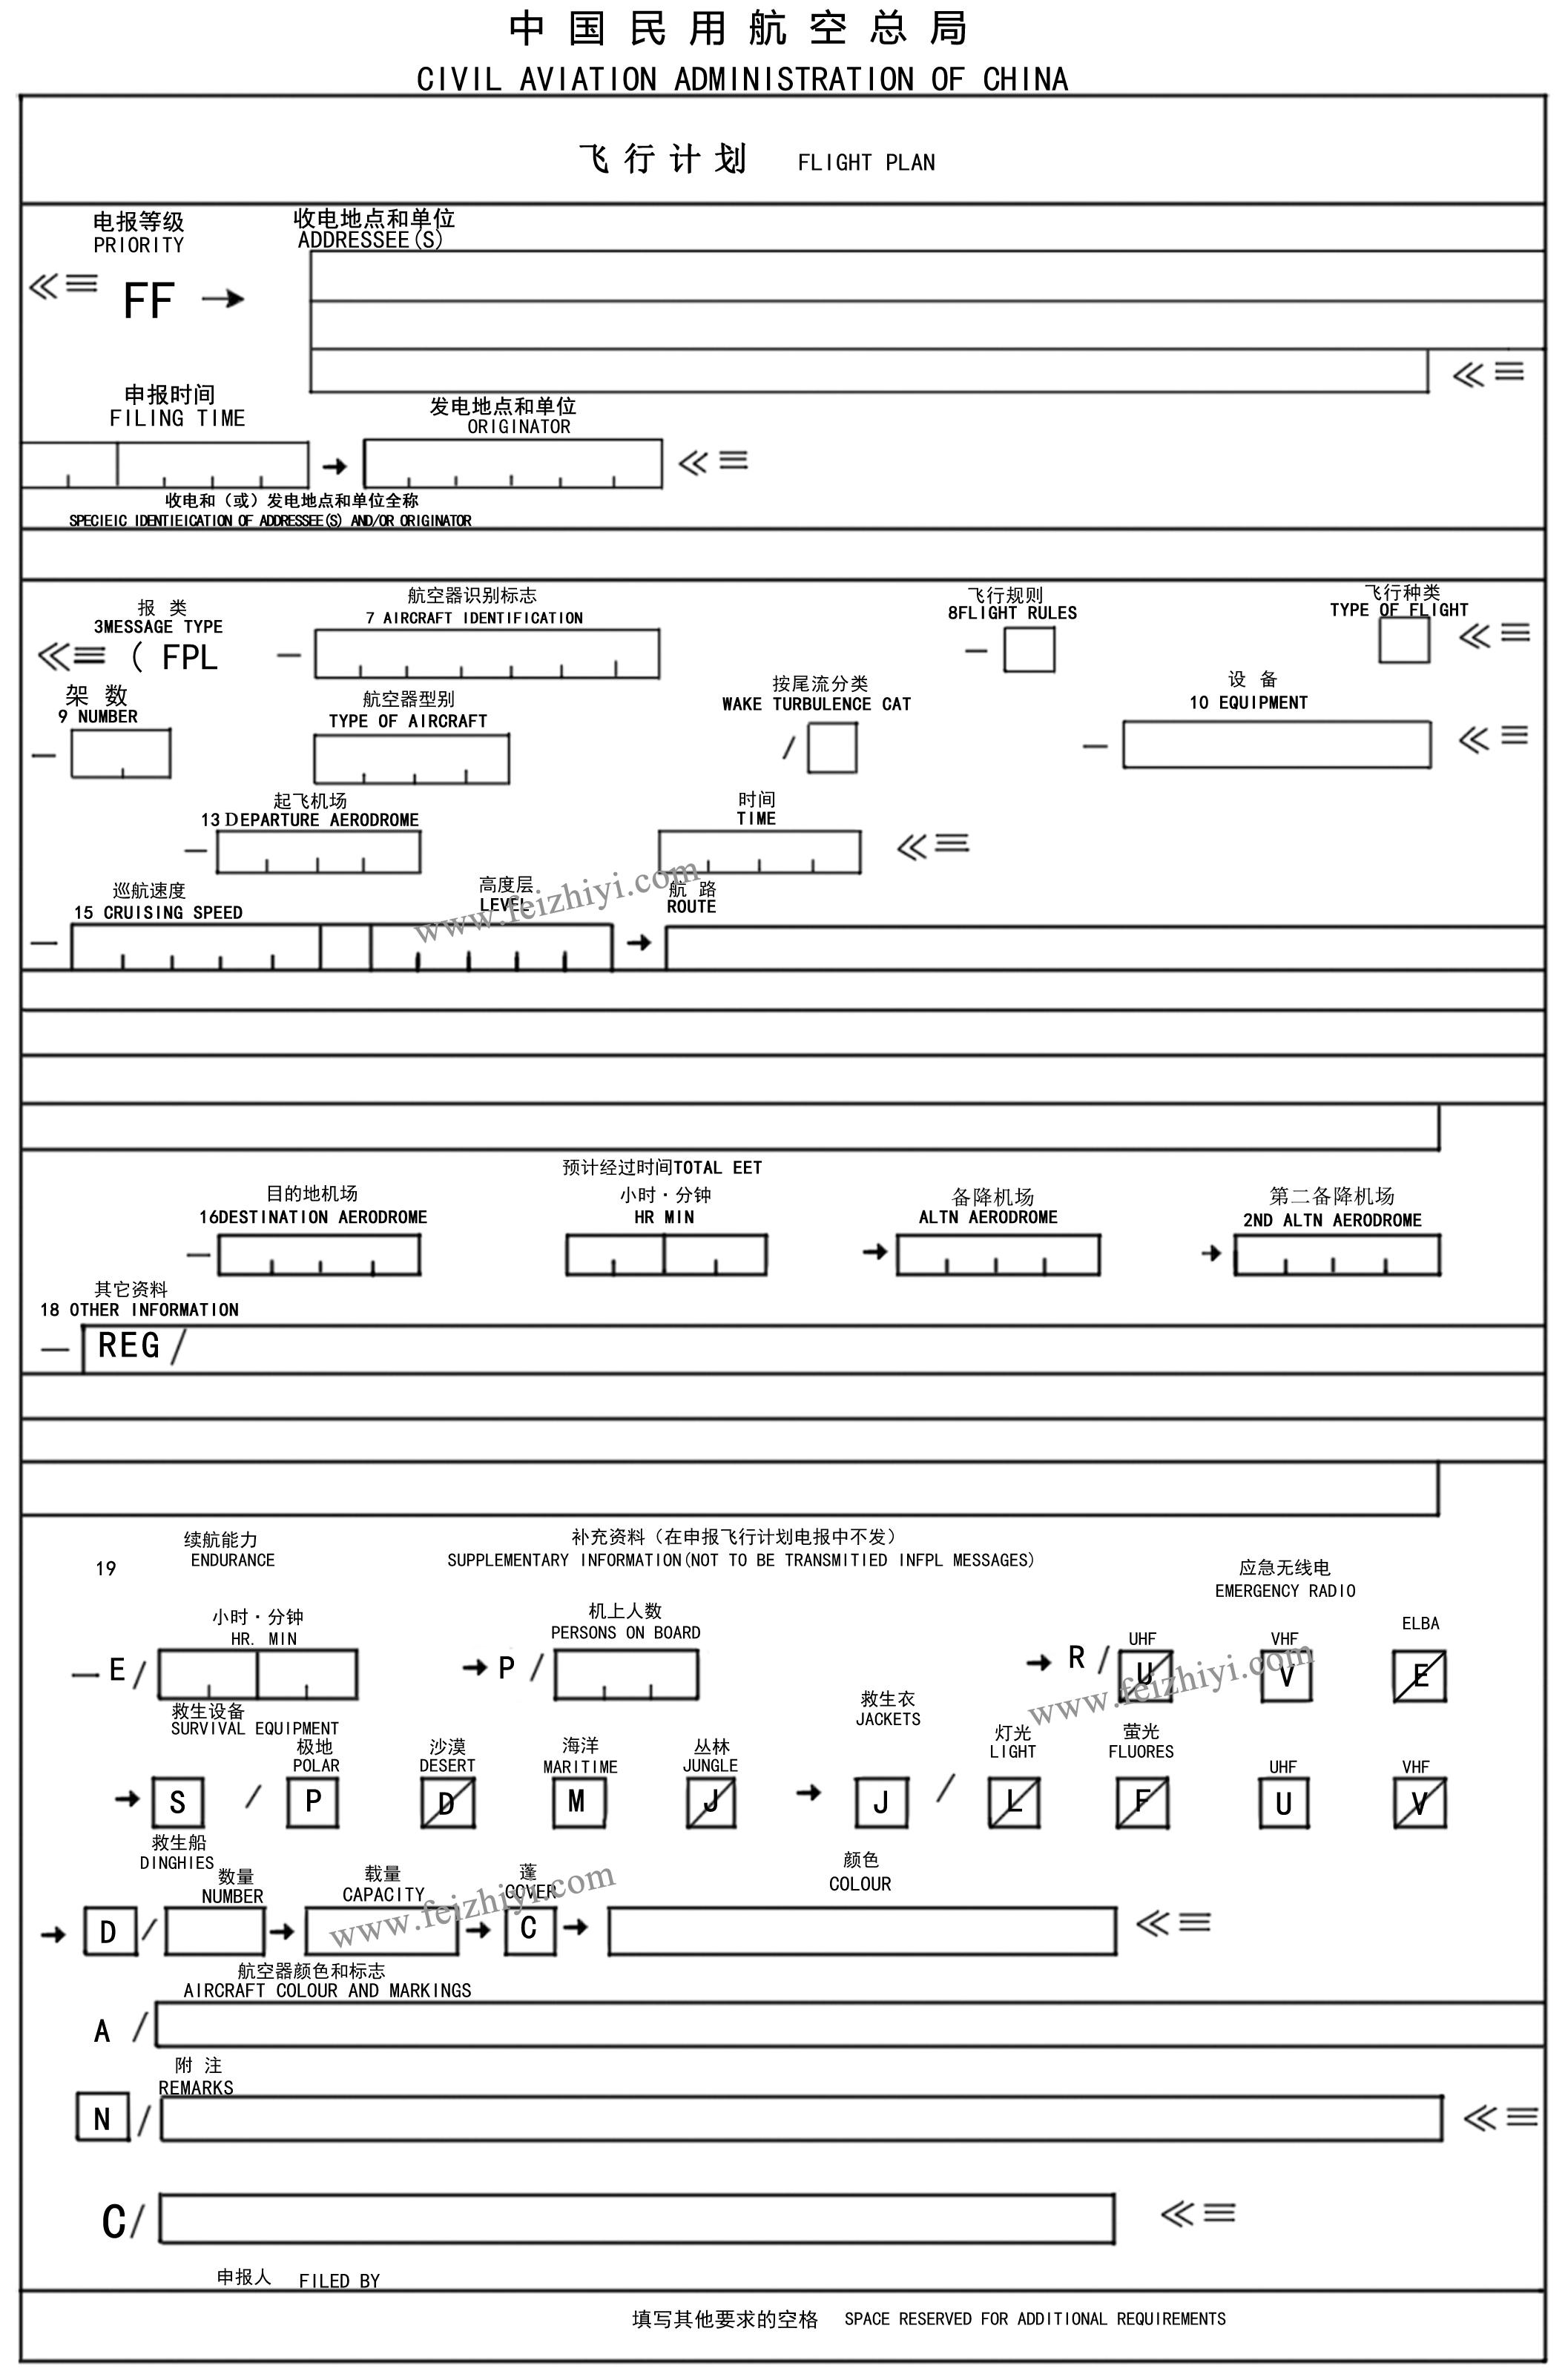 中国民用航空总局
CIVIL AVIATION ADMINISTRATION OF CHINA
飞行计划 FLIGHT PLAN
电报等级 收电地点和单位
PRIORITY ADDRESSEE(S)
≪≡ FF →
≪≡
申报时间 发电地点和单位
FILING TIME ORIGINATOR
→ ≪≡
收电和（或）发电地点和单位全称
SPECIEIC IDENTIEICATION OF ADDRESSEE(S) AND/OR ORIGINATOR
报 类 航空器识别标志 飞行规则 飞行种类
3MESSAGE TYPE 7 AIRCRAFT IDENTIFICATION 8FLIGHT RULES TYPE OF FLIGHT
≪≡ ( FPL — — ≪≡
架 数 航空器型别 按尾流分类 设 备
9 NUMBER TYPE OF AIRCRAFT WAKE TURBULENCE CAT 10 EQUIPMENT
— / — ≪≡
起飞机场 时间
13 DEPARTURE AERODROME TIME
— ≪≡
www.feizhiyi.com
巡航速度 高度层 航 路
15 CRUISING SPEED LEVEL ROUTE
— →
预计经过时间TOTAL EET
目的地机场 小时·分钟 备降机场 第二备降机场
16DESTINATION AERODROME HR MIN ALTN AERODROME 2ND ALTN AERODROME
— → →
其它资料
18 OTHER INFORMATION
— REG/
续航能力 补充资料（在申报飞行计划电报中不发）
19 ENDURANCE SUPPLEMENTARY INFORMATION(NOT TO BE TRANSMITIED INFPL MESSAGES)
应急无线电
EMERGENCY RADIO
小时·分钟 机上人数
HR. MIN PERSONS ON BOARD UHF VHF ELBA
—E/ →P / →R / U V E
www.feizhiyi.com
救生设备 救生衣
SURVIVAL EQUIPMENT JACKETS
极地 沙漠 海洋 丛林 灯光 萤光
POLAR DESERT MARITIME JUNGLE LIGHT FLUORES UHF VHF
→ S / P D M J → J / L F U V
救生船
DINGHIES
数量 载量 蓬 颜色
NUMBER CAPACITY COVER COLOUR
www.feizhiyi.com
→ D / → → C → ≪≡
航空器颜色和标志
AIRCRAFT COLOUR AND MARKINGS
A /
附 注
REMARKS
N / ≪≡
C/ ≪≡
申报人 FILED BY
填写其他要求的空格 SPACE RESERVED FOR ADDITIONAL REQUIREMENTS